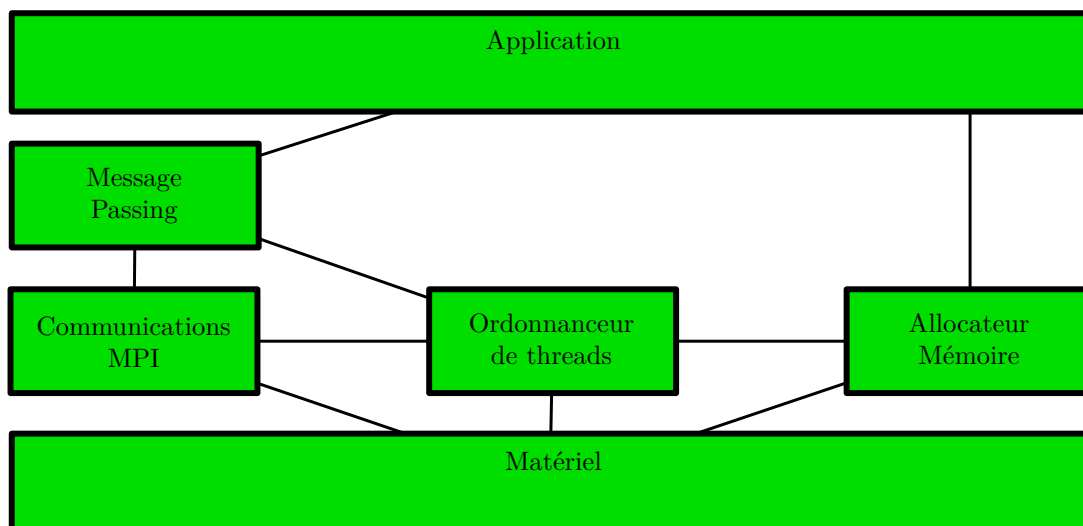 Application
Message
Passing
Communications
MPI
Ordonnanceur
de threads
Allocateur
Mémoire
Matériel